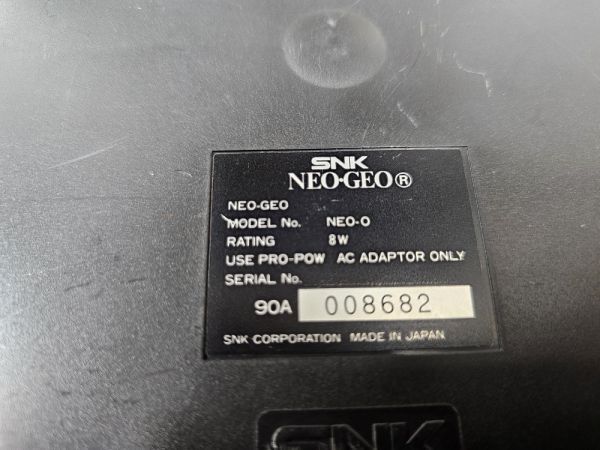 SNK
NEO·GEO®
NEO-GEO
MODEL No. NEO-0
RATING 8W
USE PRO-POW AC ADAPTOR ONLY
SERIAL No.
90A 008682
SNK CORPORATION MADE IN JAPAN
SNK